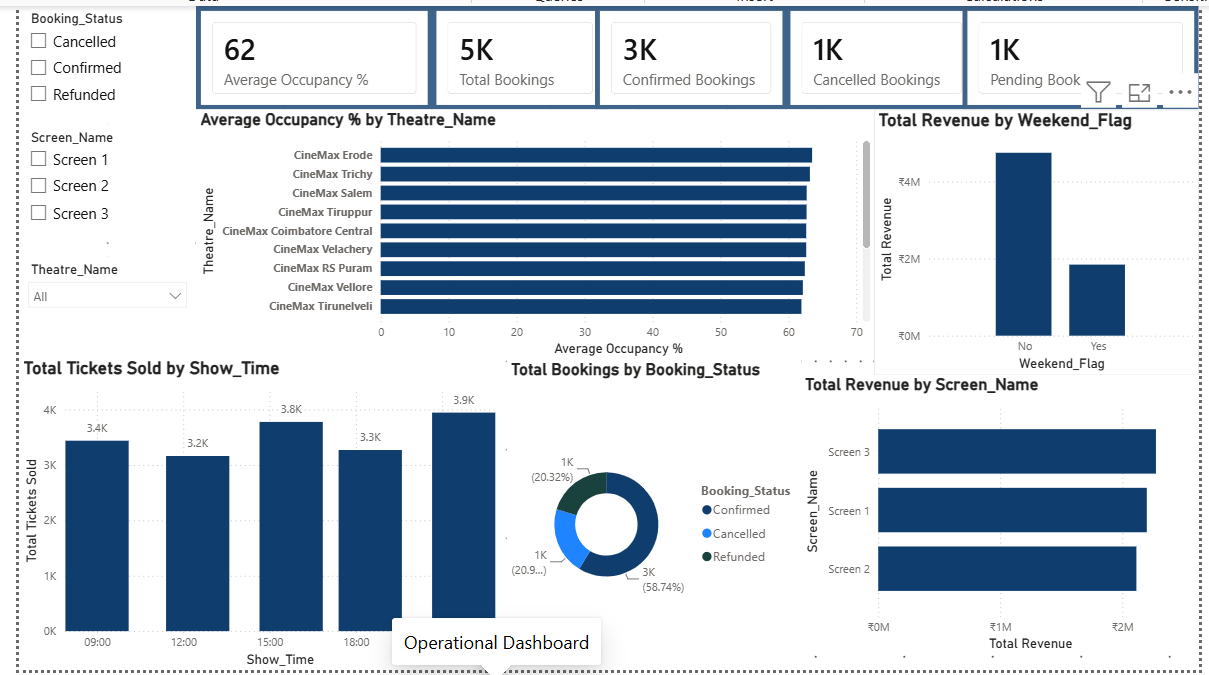 Booking_Status
Cancelled
Confirmed
Refunded
Screen_Name
Screen 1
Screen 2
Screen 3
Theatre_Name
All
62
Average Occupancy %
5K
Total Bookings
3K
Confirmed Bookings
1K
Cancelled Bookings
1K
Pending Book
Average Occupancy % by Theatre_Name
Theatre_Name
CineMax Erode
CineMax Trichy
CineMax Salem
CineMax Tiruppur
CineMax Coimbatore Central
CineMax Velachery
CineMax RS Puram
CineMax Vellore
CineMax Tirunelveli
0 10 20 30 40 50 60 70
Average Occupancy %
Total Revenue by Weekend_Flag
Total Revenue
₹4M
₹2M
₹0M
No Yes
Weekend_Flag
Total Tickets Sold by Show_Time
Total Tickets Sold
4K
3K
2K
1K
0K
3.4K
3.2K
3.8K
3.3K
3.9K
09:00 12:00 15:00 18:00
Show_Time
Total Bookings by Booking_Status
1K
(20.32%)
1K
(20.9...)
3K
(58.74%)
Booking_Status
Confirmed
Cancelled
Refunded
Total Revenue by Screen_Name
Screen_Name
Screen 3
Screen 1
Screen 2
₹0M ₹1M ₹2M
Total Revenue
Operational Dashboard